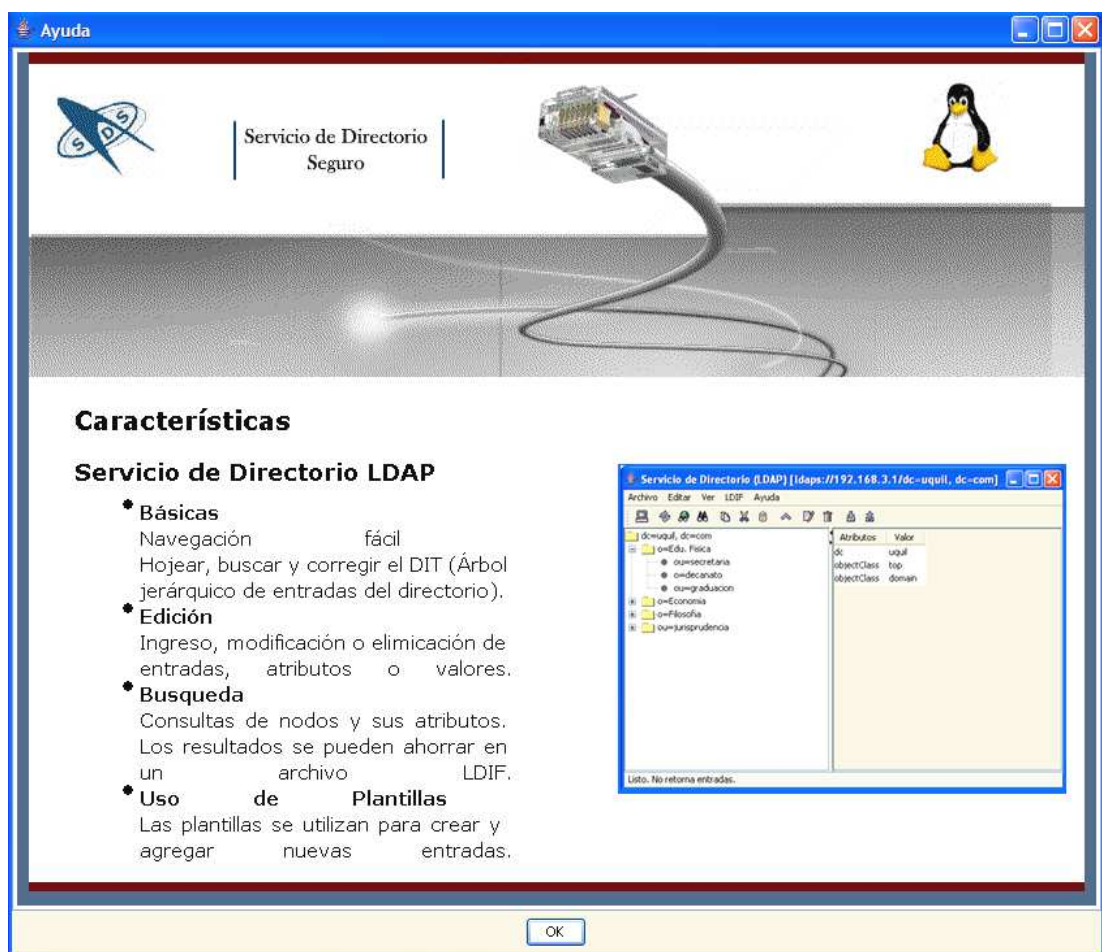 Ayuda
SDS
Servicio de Directorio
Seguro
Características
Servicio de Directorio LDAP
Básicas
Navegación fácil
Hojear, buscar y corregir el DIT (Árbol
jerárquico de entradas del directorio).
Edición
Ingreso, modificación o elimicación de
entradas, atributos o valores.
Busqueda
Consultas de nodos y sus atributos.
Los resultados se pueden ahorrar en
un archivo LDIF.
Uso de Plantillas
Las plantillas se utilizan para crear y
agregar nuevas entradas.
Servicio de Directorio (LDAP) [ldaps://192.168.3.1/dc=uquil, dc=com]
Archivo Editar Ver LDIF Ayuda
dc=uquil, dc=com
o=Edu. Fisica
ou=secretaria
o=decanato
ou=graduacion
o=Economia
o=Filosofia
ou=jurisprudencia
Atributos Valor
dc uquil
objectClass top
objectClass domain
Listo. No retorna entradas.
OK